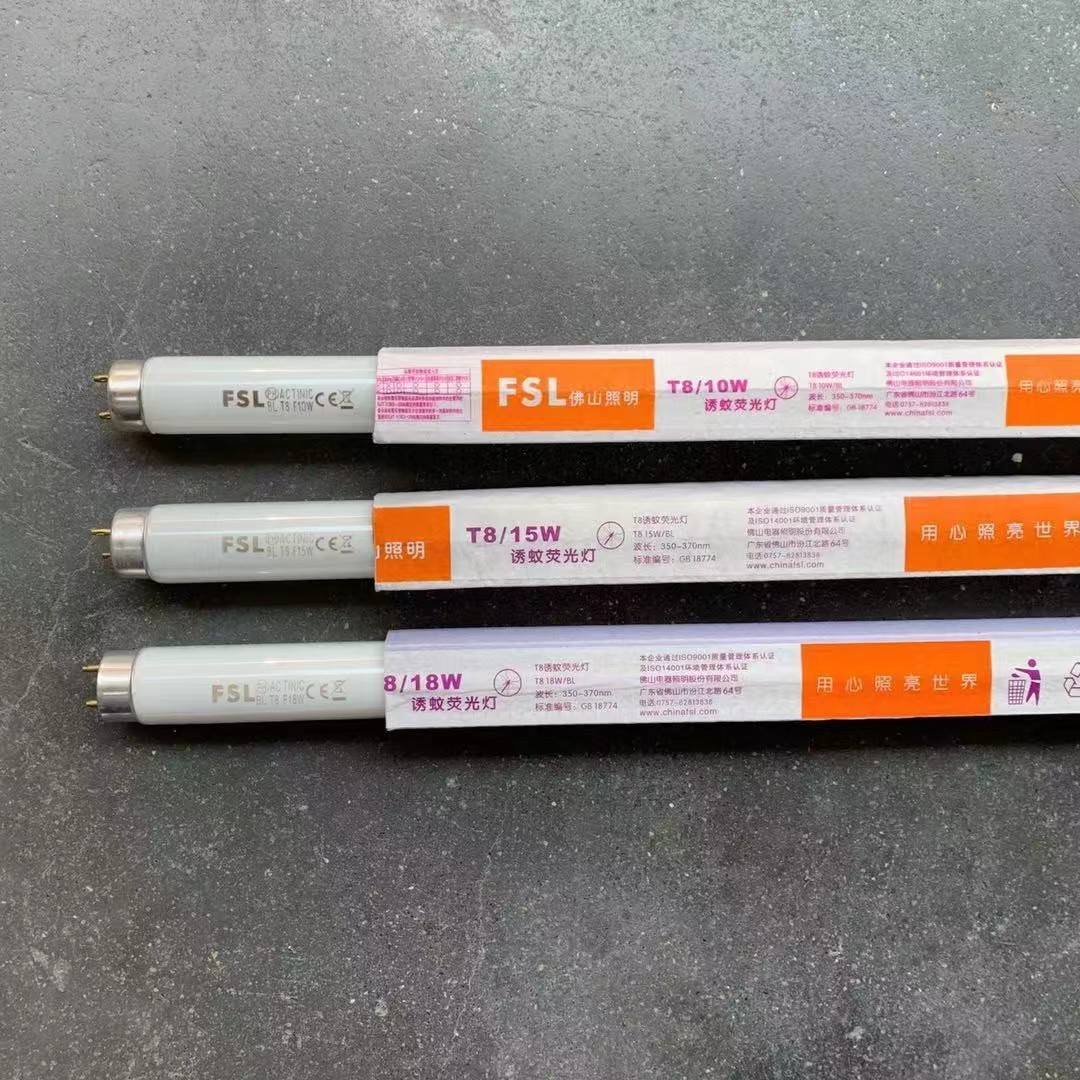 FSL ACTINIC
BL T8 F10W CE
FSL 佛山照明
T8/10W
诱蚊荧光灯
T8诱蚊荧光灯
T8 10W/BL
波长：350-370nm
标准编号：GB18774
本企业通过ISO9001质量管理体系认证
及ISO14001环境管理体系认证
佛山电器照明股份有限公司
广东省佛山市汾江北路64号
电话:0757-82813838
www.chinafsl.com
用心照亮
FSL
BL T8 F15W CE
照明
T8/15W
诱蚊荧光灯
T8诱蚊荧光灯
T8 15W/BL
波长：350-370nm
标准编号：GB18774
本企业通过ISO9001质量管理体系认证
及ISO14001环境管理体系认证
佛山电器照明股份有限公司
广东省佛山市汾江北路64号
电话:0757-82813838
www.chinafsl.com
用心照亮世界
FSL ACTINIC
BL T8 F18W CE
8/18W
诱蚊荧光灯
T8诱蚊荧光灯
T8 18W/BL
波长：350-370nm
标准编号：GB18774
本企业通过ISO9001质量管理体系认证
及ISO14001环境管理体系认证
佛山电器照明股份有限公司
广东省佛山市汾江北路64号
电话:0757-82813838
www.chinafsl.com
用心照亮世界